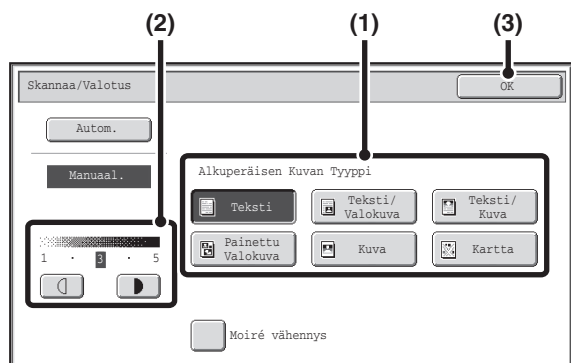 (2) (1) (3)
Skannaa/Valotus OK
Autom.
Manuaal.
Alkuperäisen Kuvan Tyyppi
Teksti
Teksti/
Valokuva
Teksti/
Kuva
Painettu
Valokuva
Kuva
Kartta
1 · 3 · 5
Moiré vähennys